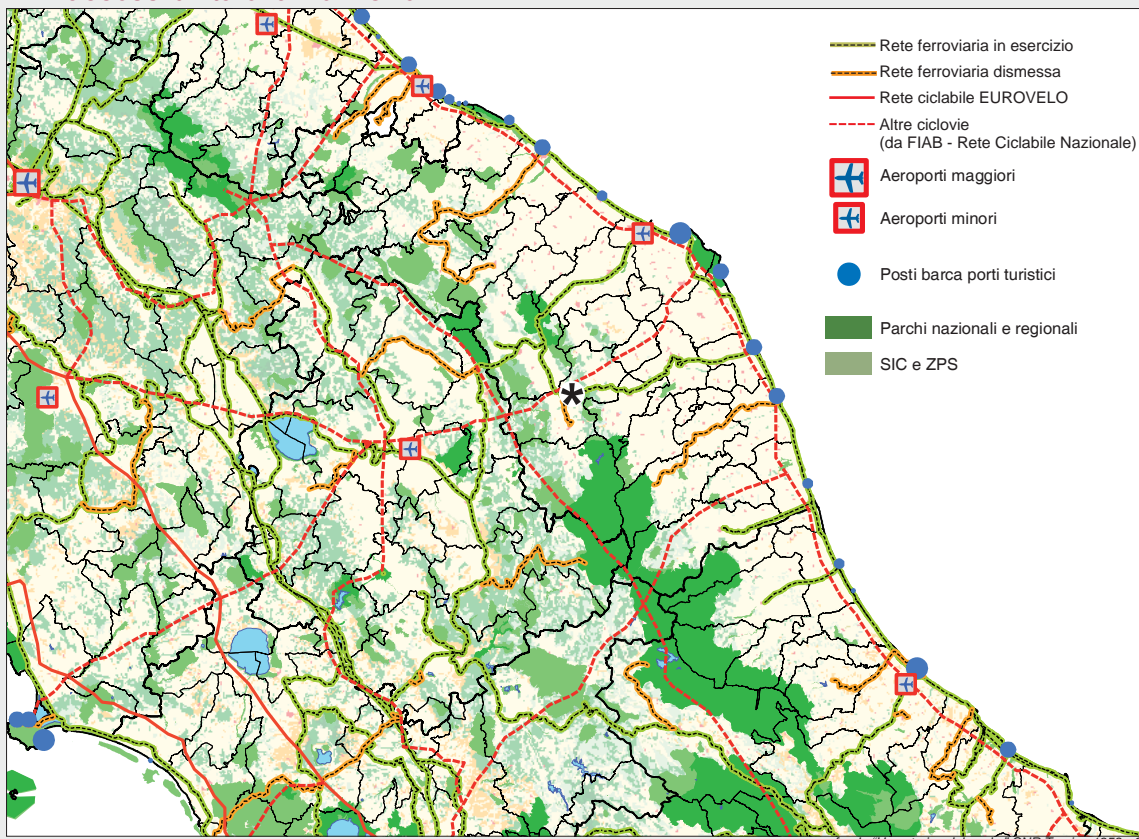 Rete ferroviaria in esercizio
Rete ferroviaria dismessa
Rete ciclabile EUROVELO
Altre ciclovie
(da FIAB - Rete Ciclabile Nazionale)
Aeroporti maggiori
Aeroporti minori
Posti barca porti turistici
Parchi nazionali e regionali
SIC e ZPS
*